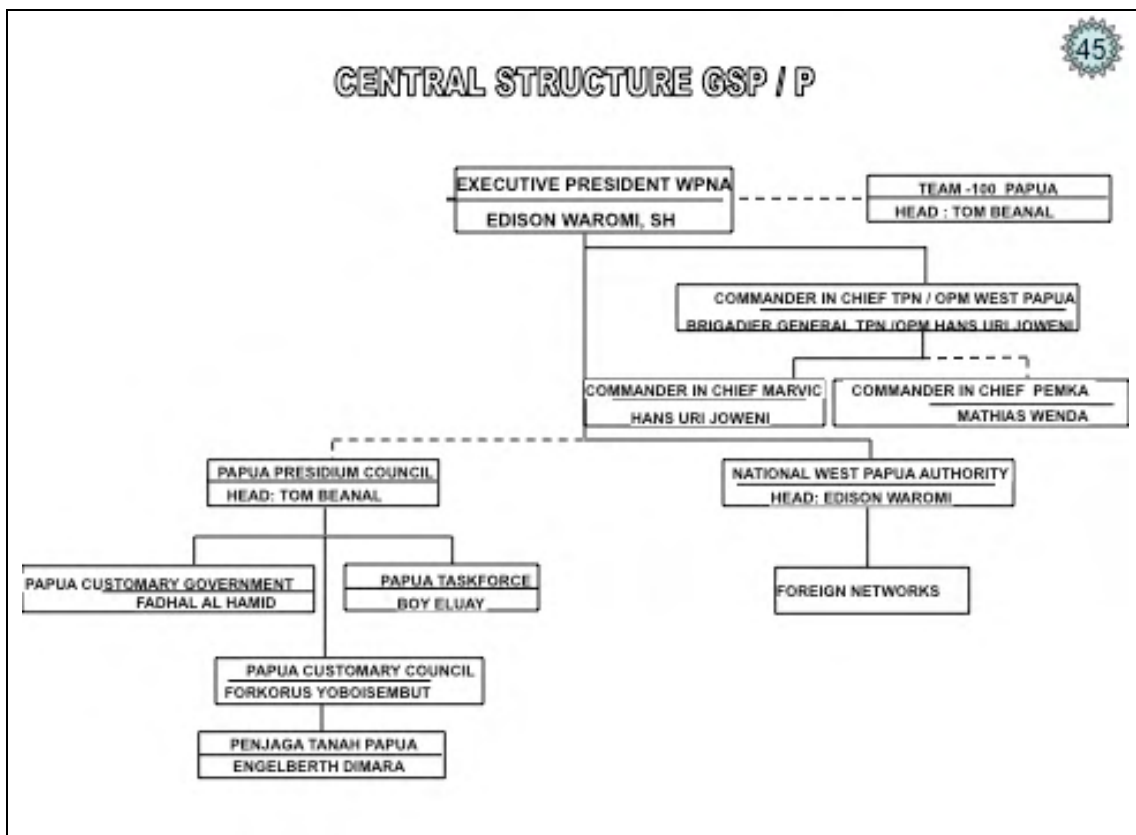 45
CENTRAL STRUCTURE GSP / P
EXECUTIVE PRESIDENT WPNA
EDISON WAROMI, SH
TEAM -100 PAPUA
HEAD : TOM BEANAL
COMMANDER IN CHIEF TPN / OPM WEST PAPUA
BRIGADIER GENERAL TPN /OPM HANS URI JOWENI
COMMANDER IN CHIEF MARVIC
HANS URI JOWENI
COMMANDER IN CHIEF PEMKA
MATHIAS WENDA
PAPUA PRESIDIUM COUNCIL
HEAD: TOM BEANAL
NATIONAL WEST PAPUA AUTHORITY
HEAD: EDISON WAROMI
PAPUA CUSTOMARY GOVERNMENT
FADHAL AL HAMID
PAPUA TASKFORCE
BOY ELUAY
FOREIGN NETWORKS
PAPUA CUSTOMARY COUNCIL
FORKORUS YOBOISEMBUT
PENJAGA TANAH PAPUA
ENGELBERTH DIMARA